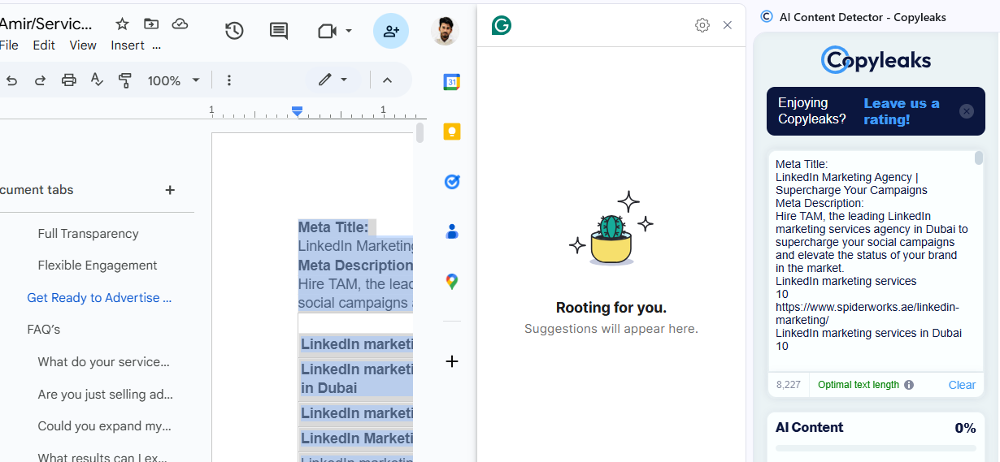 Amir/Servic...
File Edit View Insert ...
100%
1 1
cument tabs
Full Transparency
Flexible Engagement
Get Ready to Advertise ...
FAQ's
What do your service...
Are you just selling ad...
Could you expand my...
What results can I ex...
Meta Title:
LinkedIn Marketing
Meta Description
Hire TAM, the lead
social campaigns
LinkedIn marketi
LinkedIn marketi
in Dubai
LinkedIn marketi
LinkedIn Marketi
LinkedIn marketin
31
G
Rooting for you.
Suggestions will appear here.
AI Content Detector - Copyleaks
Copyleaks
Enjoying
Copyleaks?
Leave us a
rating!
Meta Title:
LinkedIn Marketing Agency |
Supercharge Your Campaigns
Meta Description:
Hire TAM, the leading LinkedIn
marketing services agency in Dubai to
supercharge your social campaigns
and elevate the status of your brand
in the market.
LinkedIn marketing services
10
https://www.spiderworks.ae/linkedin-
marketing/
LinkedIn marketing services in Dubai
10
8,227 Optimal text length Clear
AI Content 0%